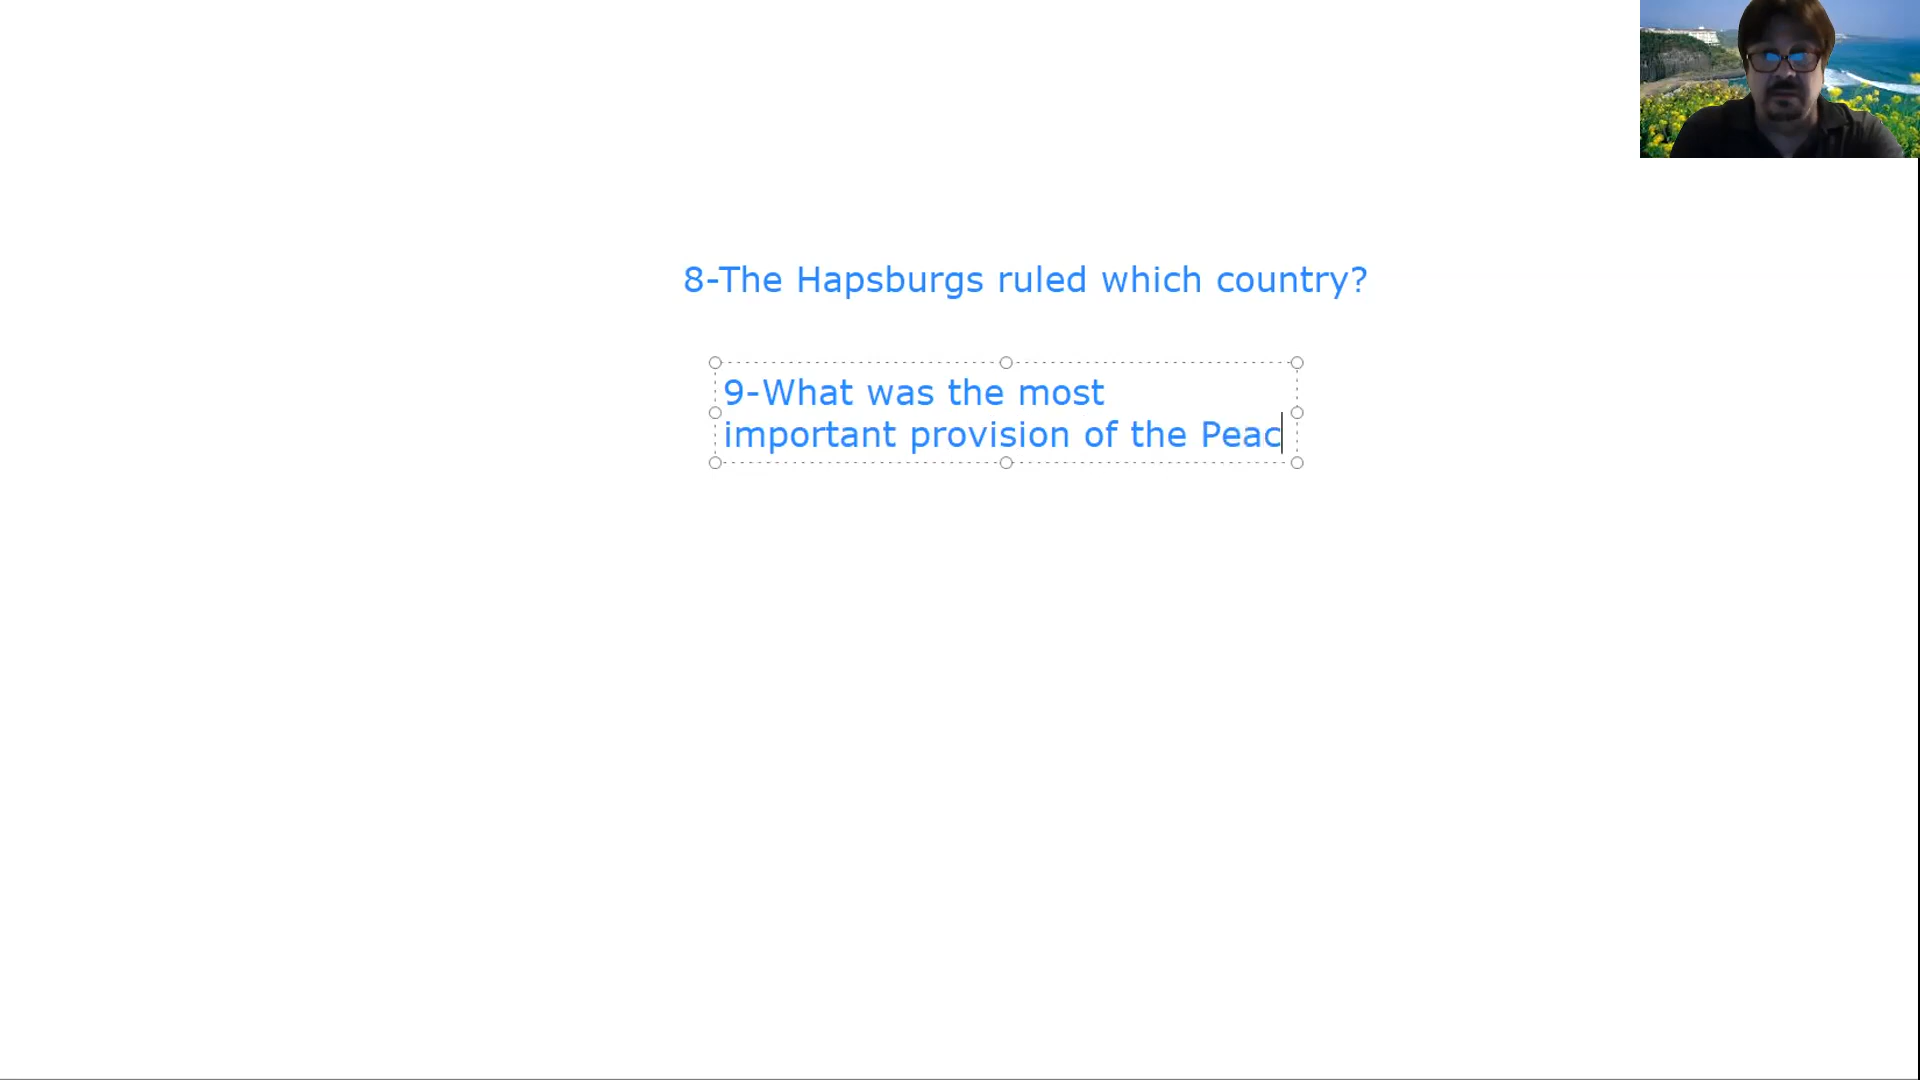 8-The Hapsburgs ruled which country?
9-What was the most
important provision of the Peac